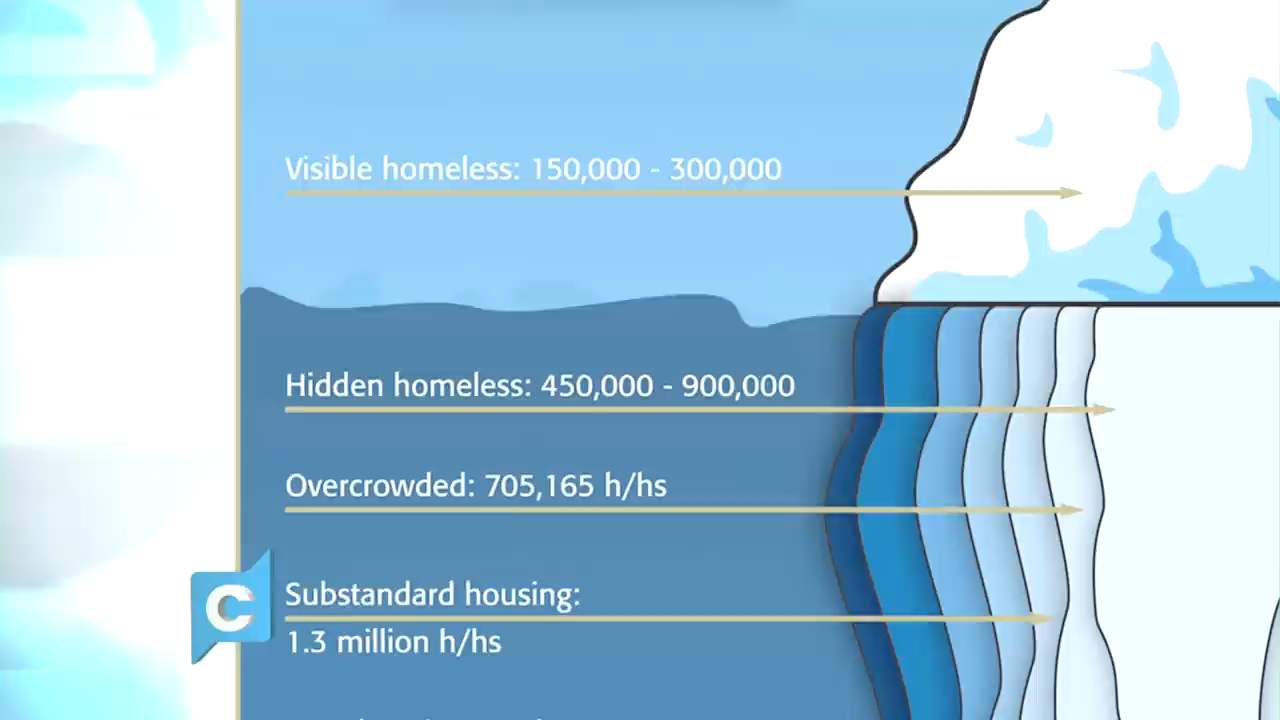 Visible homeless: 150,000 - 300,000
Hidden homeless: 450,000 - 900,000
Overcrowded: 705,165 h/hs
C
Substandard housing:
1.3 million h/hs